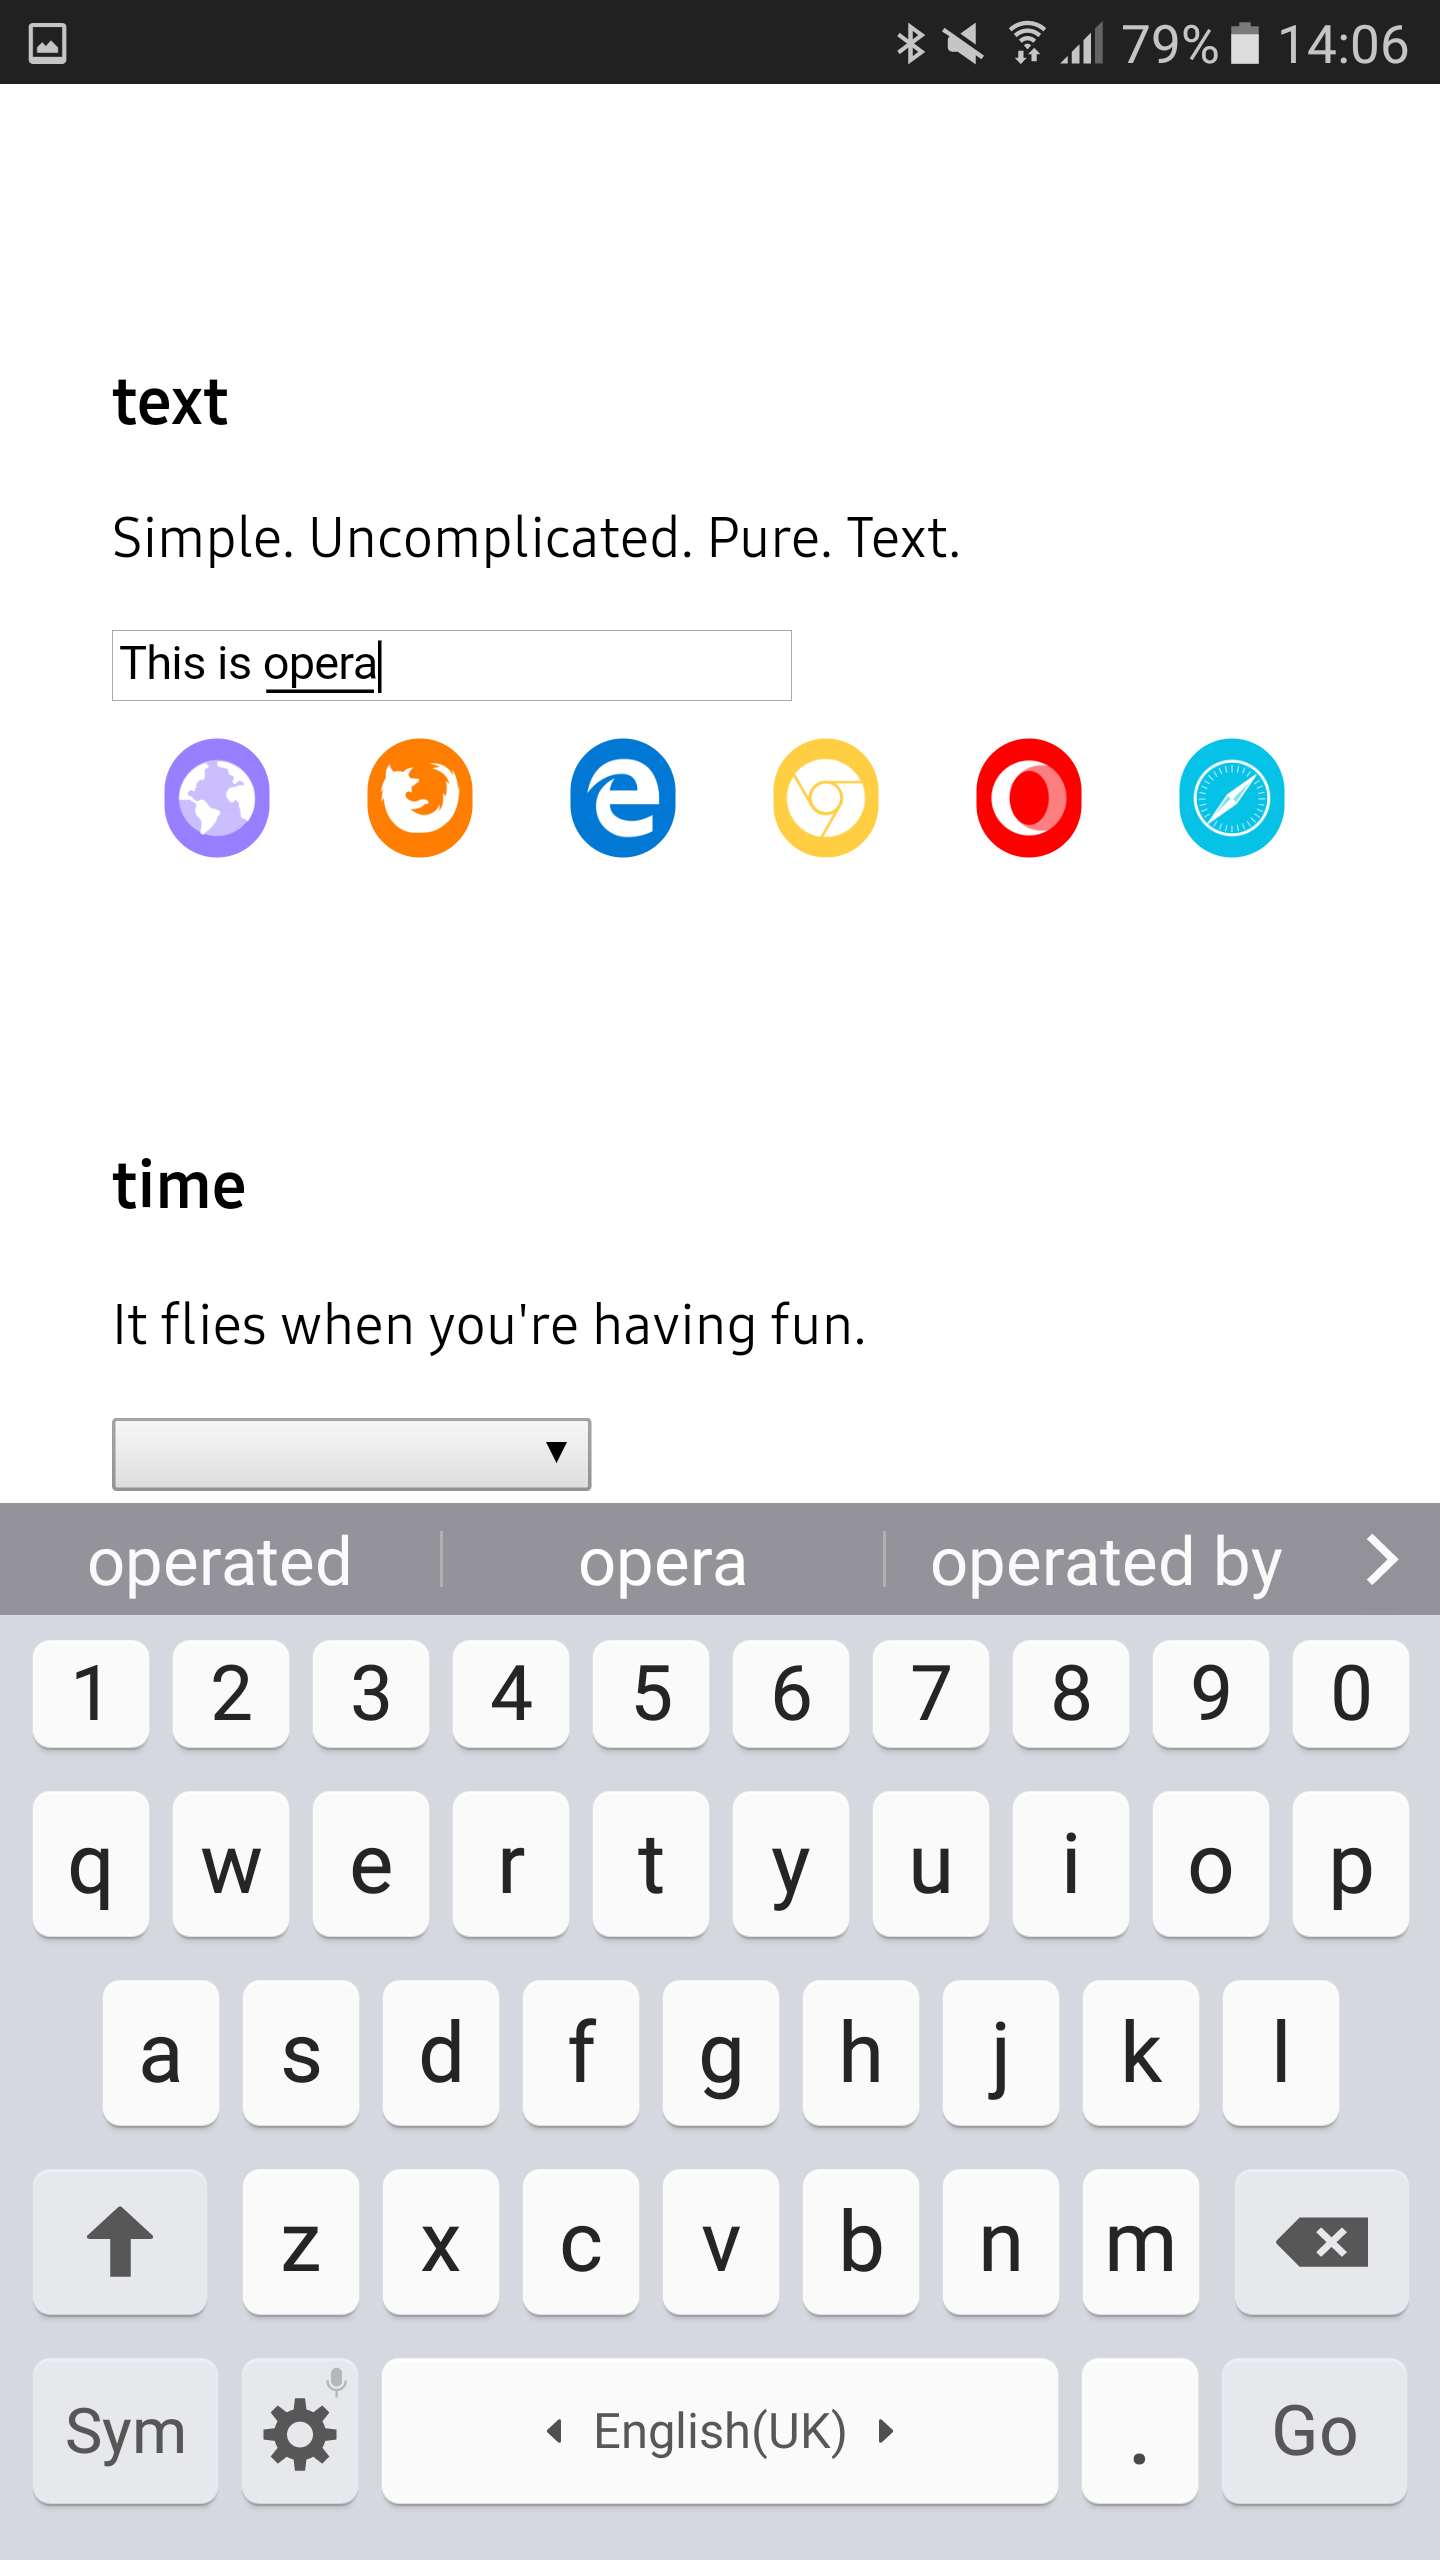 79% 14:06
text
Simple. Uncomplicated. Pure. Text.
This is opera
time
It flies when you're having fun.
operated opera operated by
1 2 3 4 5 6 7 8 9 0
q w e r t y u i o p
a s d f g h j k l
z x c v b n m
Sym English(UK) . Go